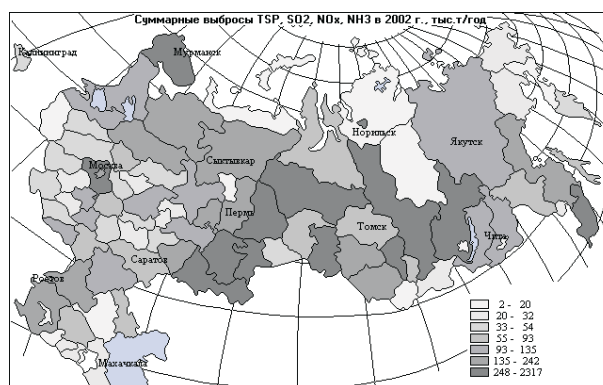 Суммарные выбросы TSP, SO2, NOx, NH3 в 2002 г., тыс.т/год
Калининград
Мурманск
Норильск
Якутск
Москва
Сыктывкар
Пермь
Томск
Чита
Саратов
Ростов
Махачкала
2 - 20
20 - 32
33 - 54
55 - 93
93 - 135
135 - 242
248 - 2317